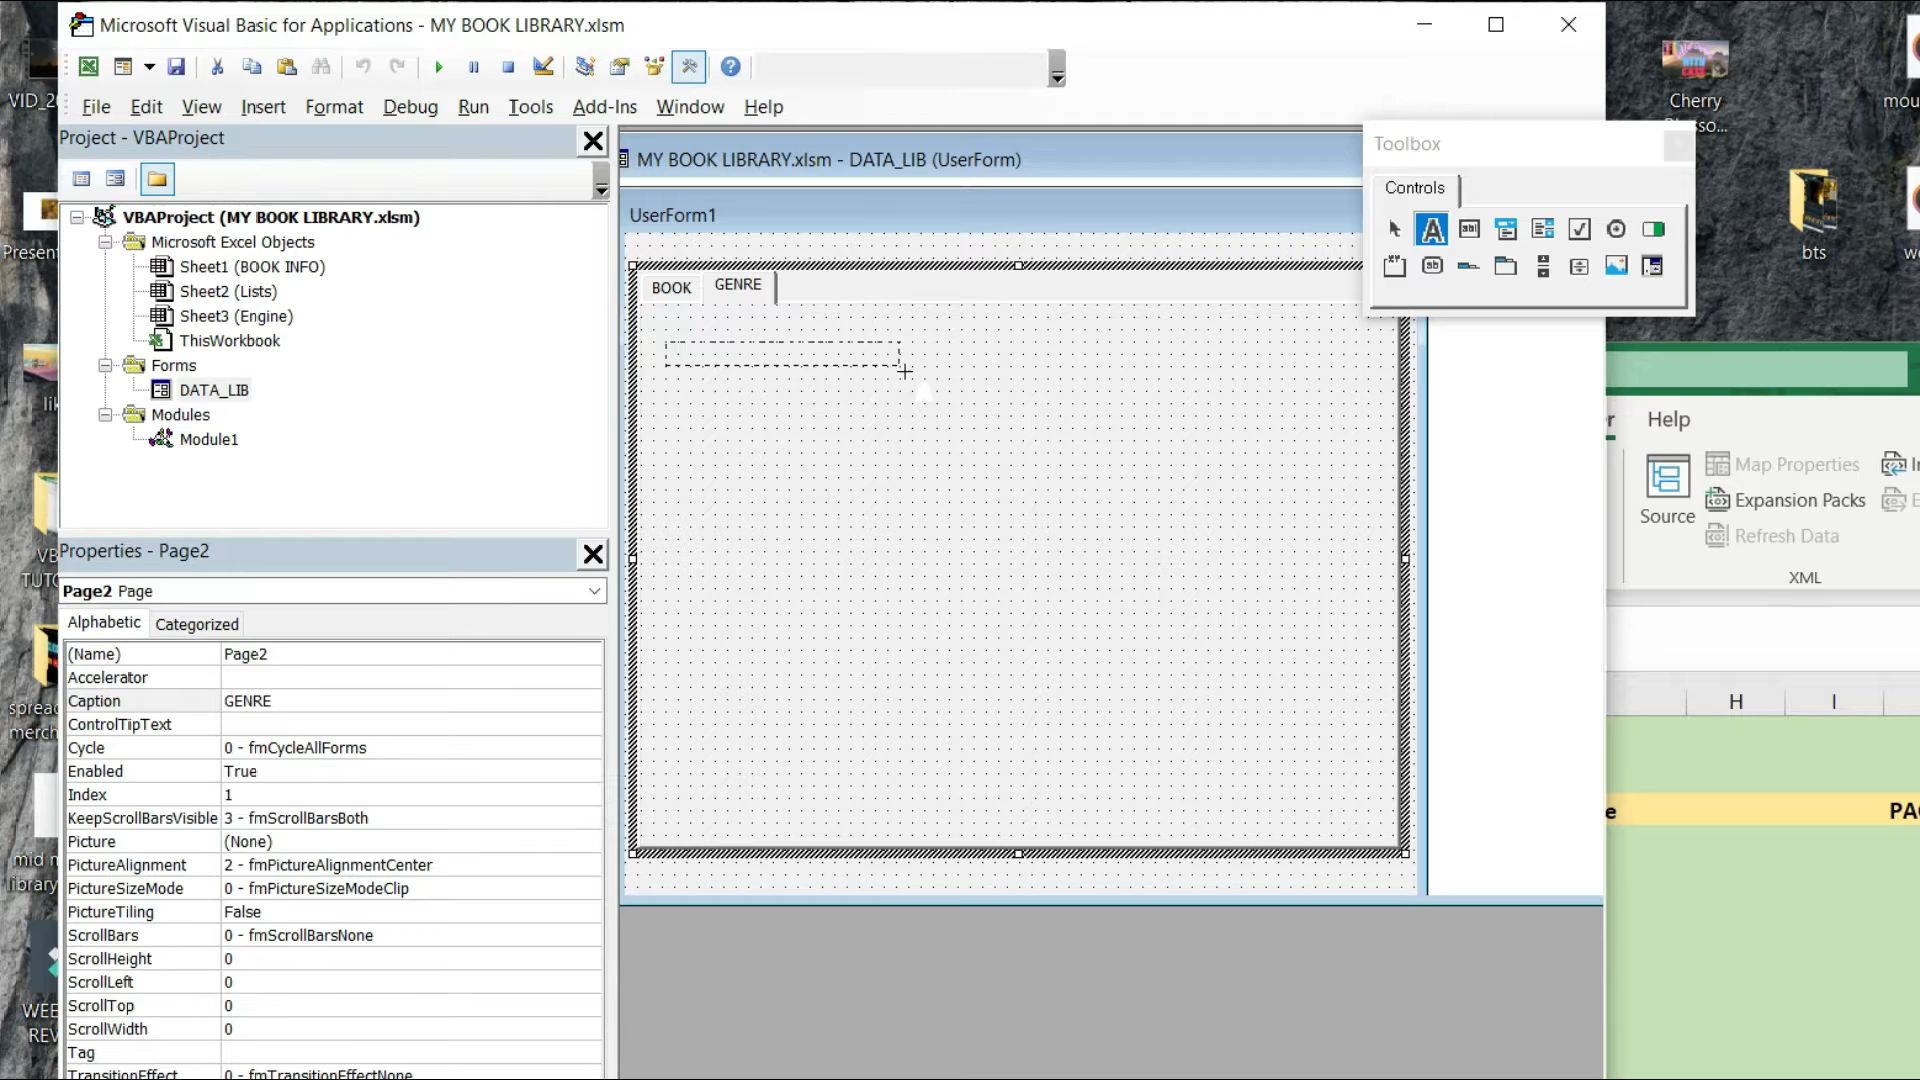 Microsoft Visual Basic for Applications - MY BOOK LIBRARY.xlsm
File Edit View Insert Format Debug Run Tools Add-Ins Window Help
Project - VBAProject
VBAProject (MY BOOK LIBRARY.xlsm)
Microsoft Excel Objects
Sheet1 (BOOK INFO)
Sheet2 (Lists)
Sheet3 (Engine)
ThisWorkbook
Forms
DATA_LIB
Modules
Module1
Properties - Page2
Page2 Page
Alphabetic Categorized
(Name) Page2
Accelerator
Caption GENRE
ControlTipText
Cycle 0 - fmCycleAllForms
Enabled True
Index 1
KeepScrollBarsVisible 3 - fmScrollBarsBoth
Picture (None)
PictureAlignment 2 - fmPictureAlignmentCenter
PictureSizeMode 0 - fmPictureSizeModeClip
PictureTiling False
ScrollBars 0 - fmScrollBarsNone
ScrollHeight 0
ScrollLeft 0
ScrollTop 0
ScrollWidth 0
Tag
TransitionEffect 0 - fmTransitionEffectNone
MY BOOK LIBRARY.xlsm - DATA_LIB (UserForm)
UserForm1
BOOK GENRE
Toolbox
Controls
Cherry
bts
Help
Source
Map Properties
Expansion Packs
Refresh Data
XML
H I
VID_2
Present
mid
library